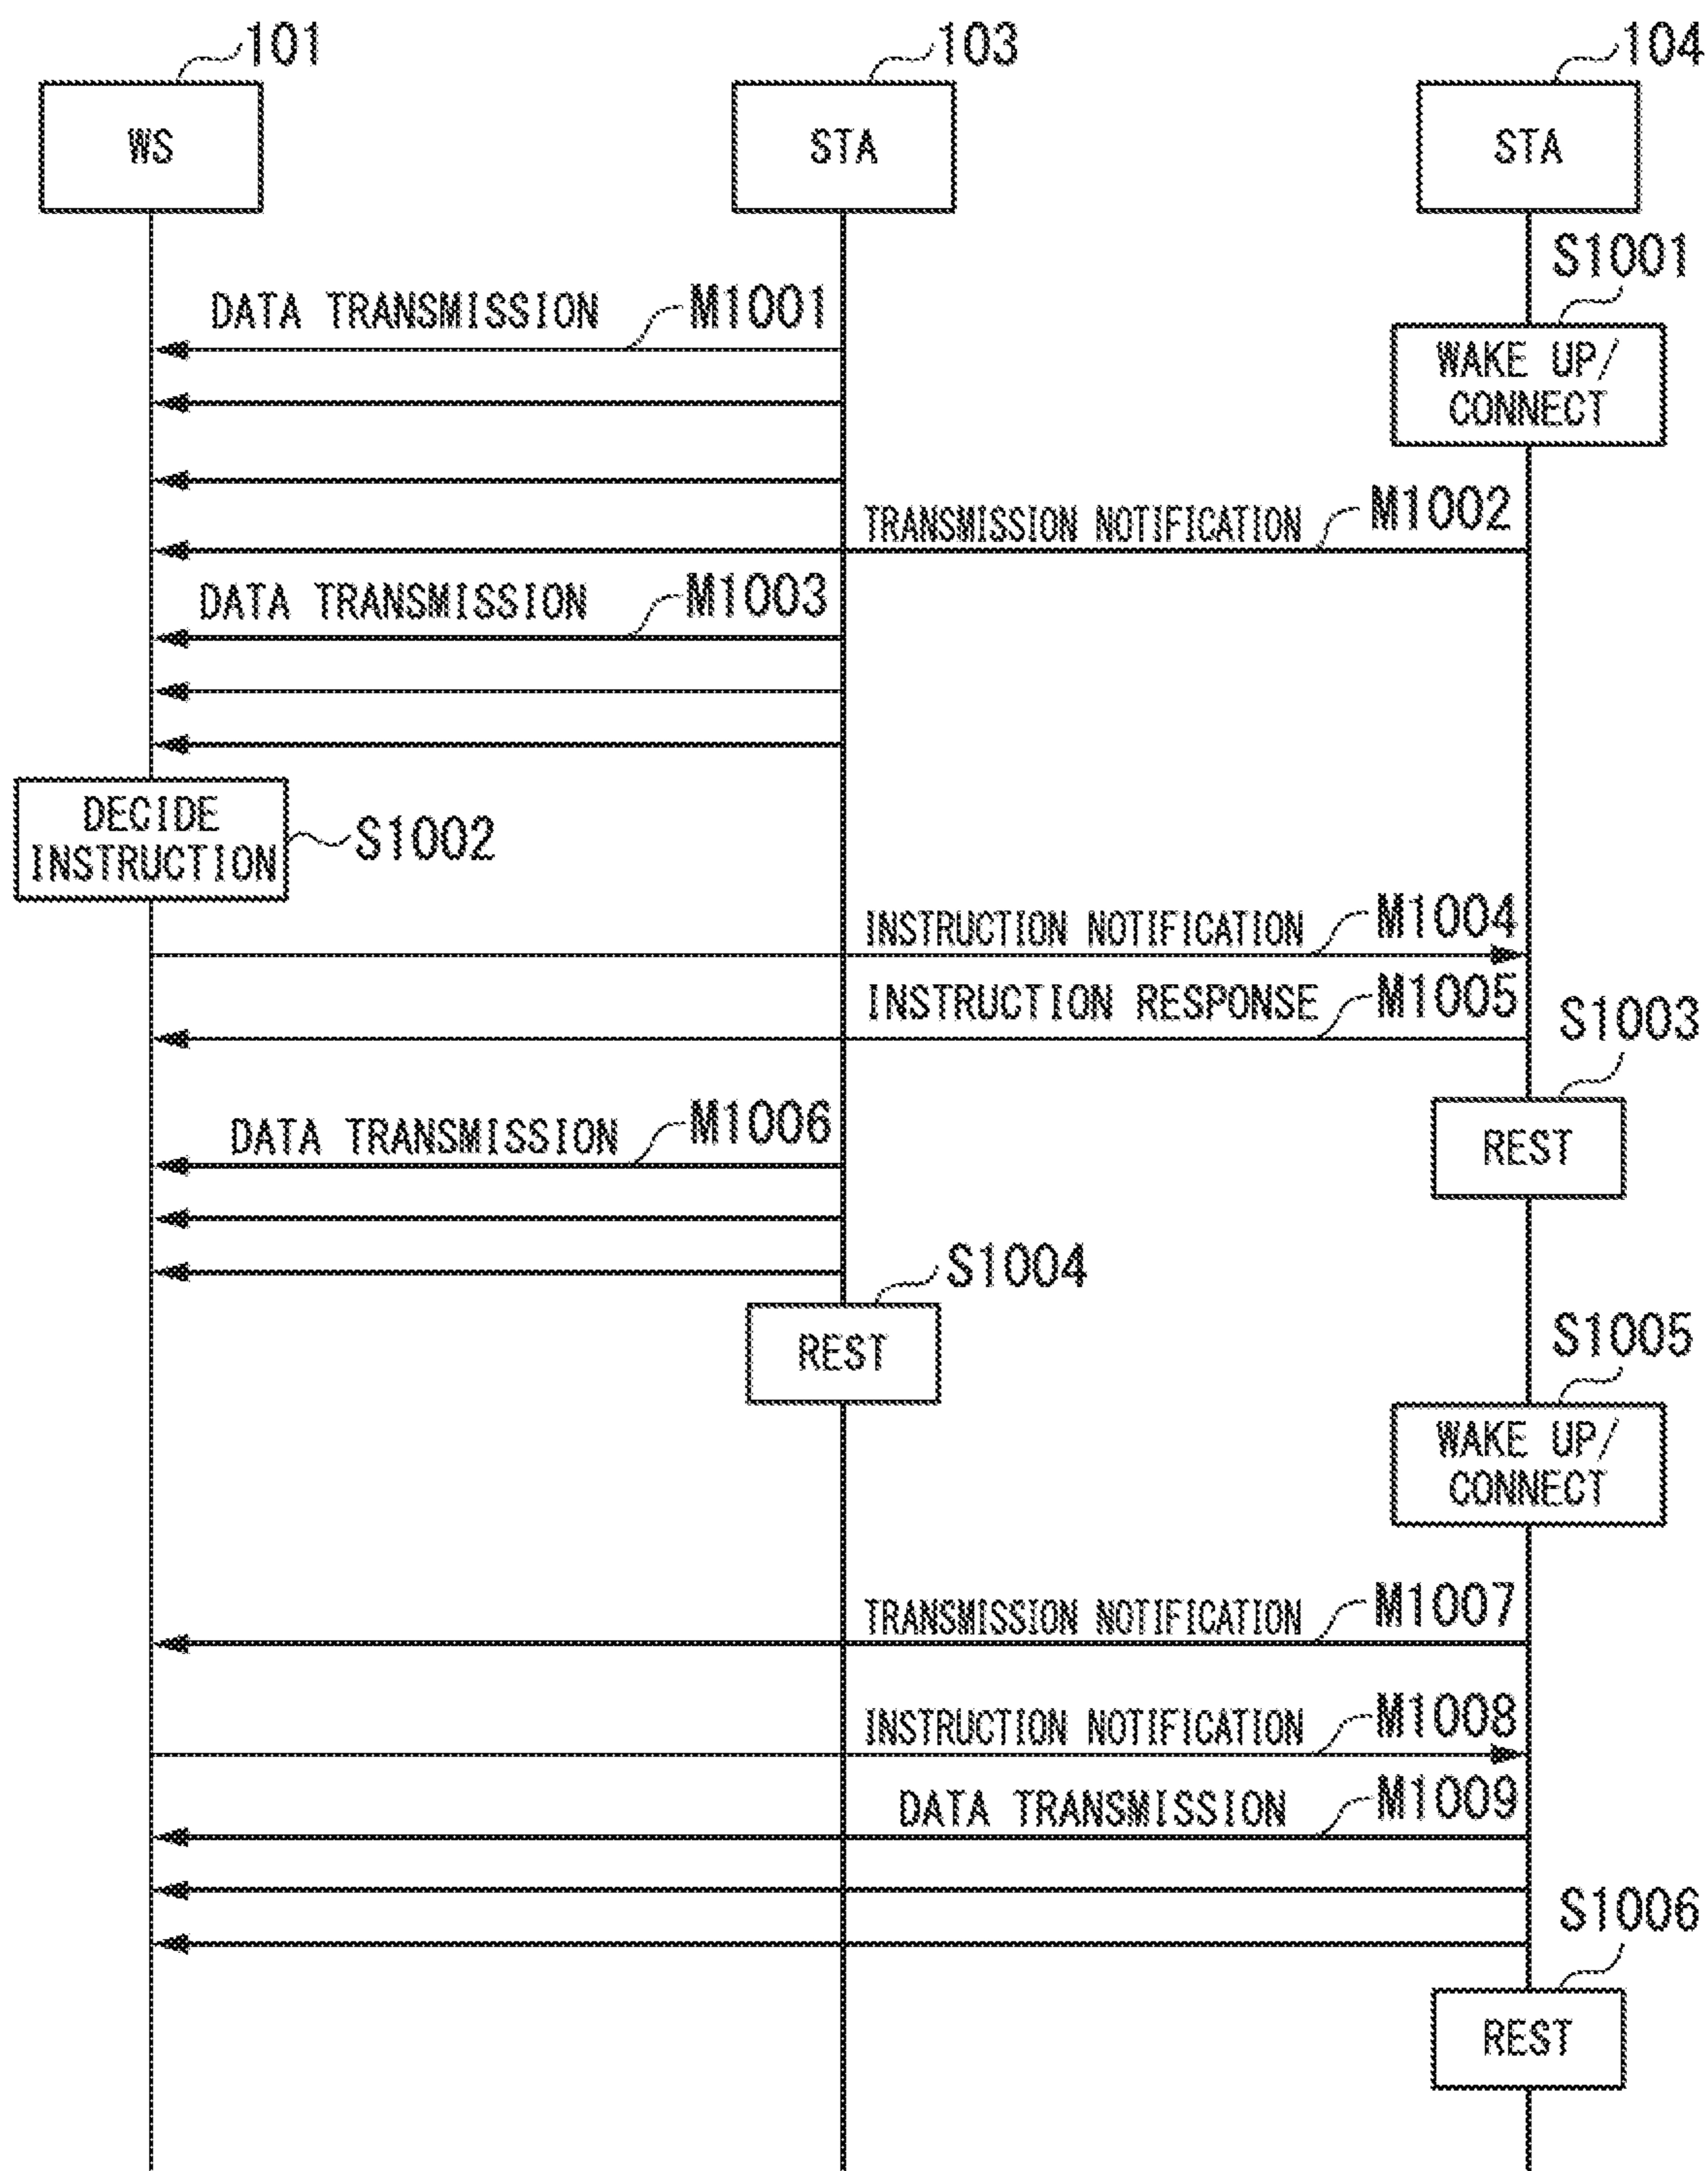 101
103
104
WS
STA
STA
S1001
DATA TRANSMISSION
M1001
WAKE UP/
CONNECT
TRANSMISSION NOTIFICATION
M1002
DATA TRANSMISSION
M1003
DECIDE
INSTRUCTION
S1002
INSTRUCTION NOTIFICATION
M1004
INSTRUCTION RESPONSE
M1005
S1003
DATA TRANSMISSION
M1006
REST
S1004
REST
S1005
WAKE UP/
CONNECT
TRANSMISSION NOTIFICATION
M1007
INSTRUCTION NOTIFICATION
M1008
DATA TRANSMISSION
M1009
S1006
REST